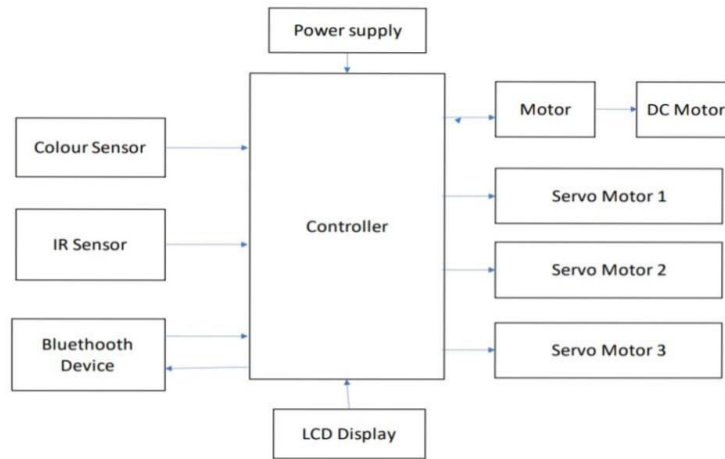 Power supply
Motor
DC Motor
Colour Sensor
Servo Motor 1
IR Sensor
Controller
Servo Motor 2
Bluethooth
Device
Servo Motor 3
LCD Display